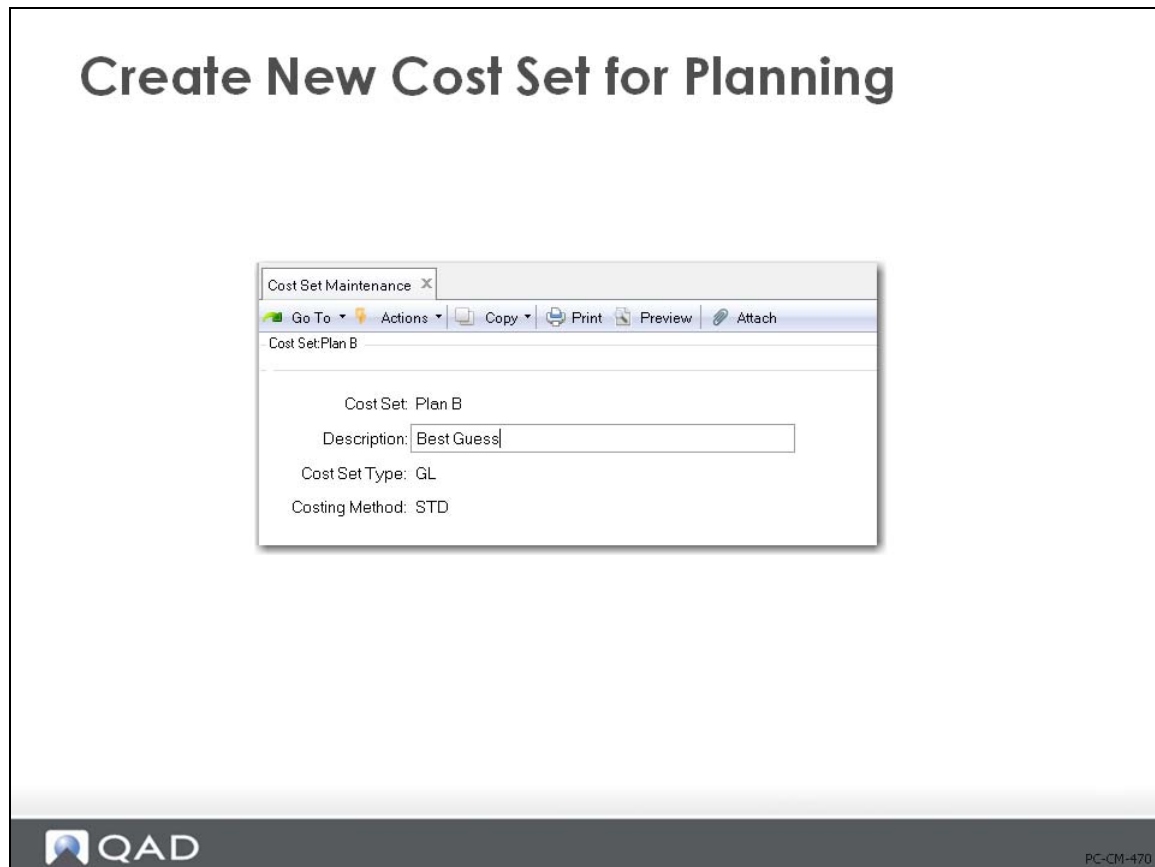 Create New Cost Set for Planning
Cost Set Maintenance
Go To Actions Copy Print Preview Attach
Cost Set:Plan B
Cost Set: Plan B
Description: Best Guess
Cost Set Type: GL
Costing Method: STD
QAD
PC-CM-470